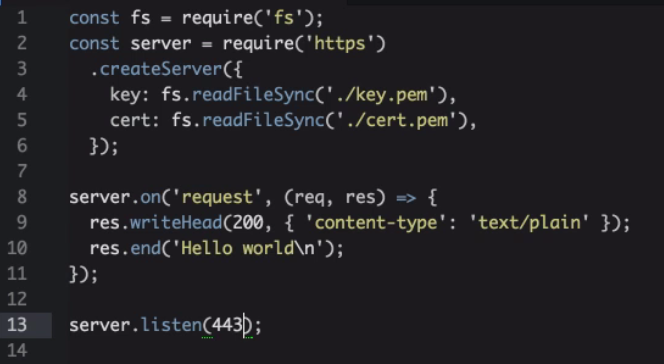 1 const fs = require('fs');
2 const server = require('https')
3   .createServer({
4     key: fs.readFileSync('./key.pem'),
5     cert: fs.readFileSync('./cert.pem'),
6   });
7
8 server.on('request', (req, res) => {
9   res.writeHead(200, { 'content-type': 'text/plain' });
10   res.end('Hello world\n');
11 });
12
13 server.listen(443);
14